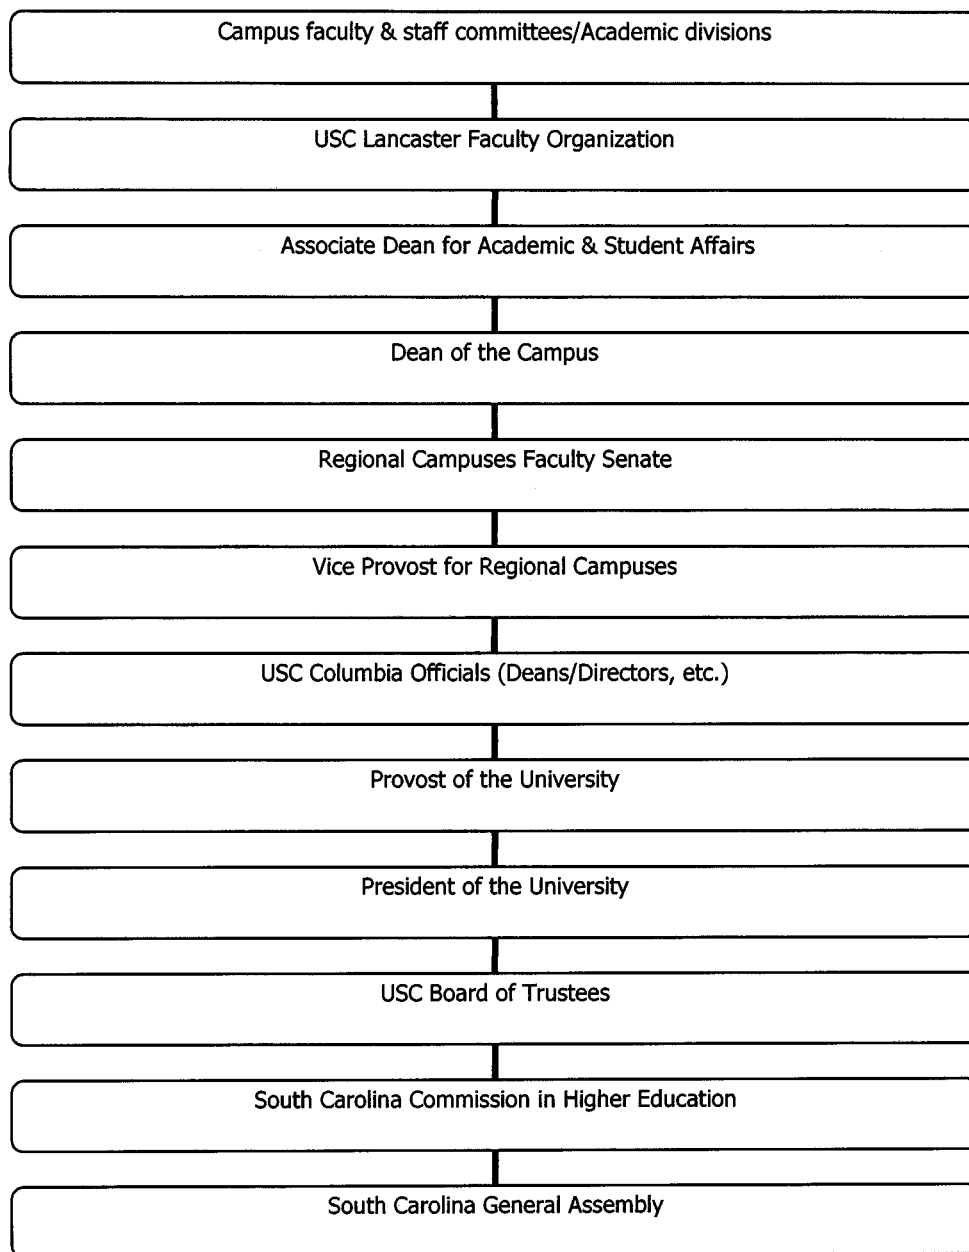 Campus faculty & staff committees/Academic divisions
USC Lancaster Faculty Organization
Associate Dean for Academic & Student Affairs
Dean of the Campus
Regional Campuses Faculty Senate
Vice Provost for Regional Campuses
USC Columbia Officials (Deans/Directors, etc.)
Provost of the University
President of the University
USC Board of Trustees
South Carolina Commission in Higher Education
South Carolina General Assembly